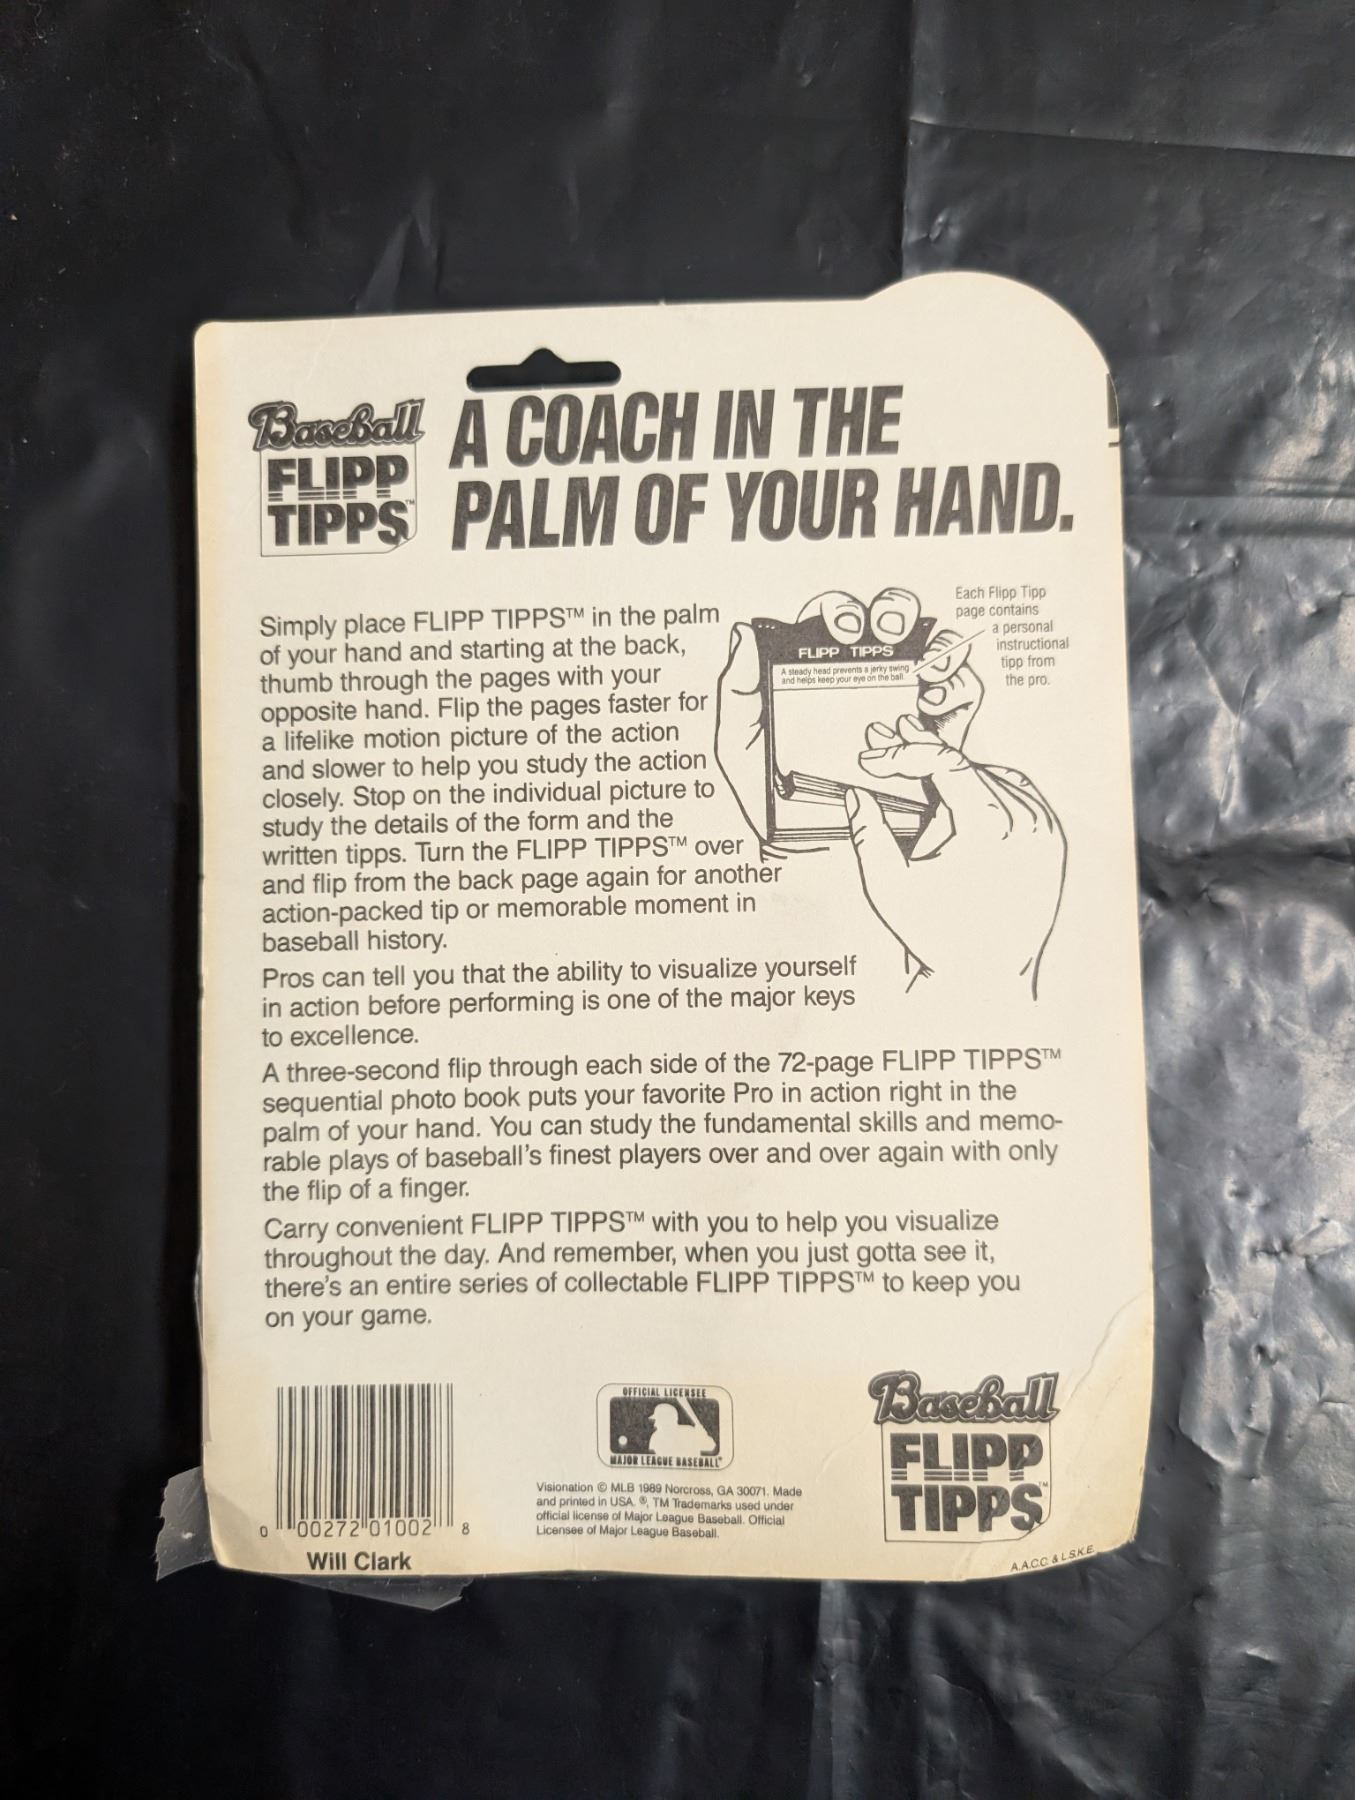 Baseball
FLIPP
TIPPS™
A COACH IN THE
PALM OF YOUR HAND.
Simply place FLIPP TIPPS™ in the palm
of your hand and starting at the back,
thumb through the pages with your
opposite hand. Flip the pages faster for
a lifelike motion picture of the action
and slower to help you study the action
closely. Stop on the individual picture to
study the details of the form and the
written tipps. Turn the FLIPP TIPPS™ over
and flip from the back page again for another
action-packed tip or memorable moment in
baseball history.
FLIPP TIPPS
A steady head prevents a jerky swing
and helps keep your eye on the ball.
Each Flipp Tipp
page contains
a personal
instructional
tipp from
the pro.
Pros can tell you that the ability to visualize yourself
in action before performing is one of the major keys
to excellence.
A three-second flip through each side of the 72-page FLIPP TIPPS™
sequential photo book puts your favorite Pro in action right in the
palm of your hand. You can study the fundamental skills and memo-
rable plays of baseball's finest players over and over again with only
the flip of a finger.
Carry convenient FLIPP TIPPS™ with you to help you visualize
throughout the day. And remember, when you just gotta see it,
there's an entire series of collectable FLIPP TIPPS™ to keep you
on your game.
0 00272 01002 8
Will Clark
OFFICIAL LICENSEE
MAJOR LEAGUE BASEBALL
Visionation © MLB 1989 Norcross, GA 30071. Made
and printed in USA. ®, TM Trademarks used under
official license of Major League Baseball. Official
Licensee of Major League Baseball.
Baseball
FLIPP
TIPPS™
A.A.C.C. & L.S.K.E.